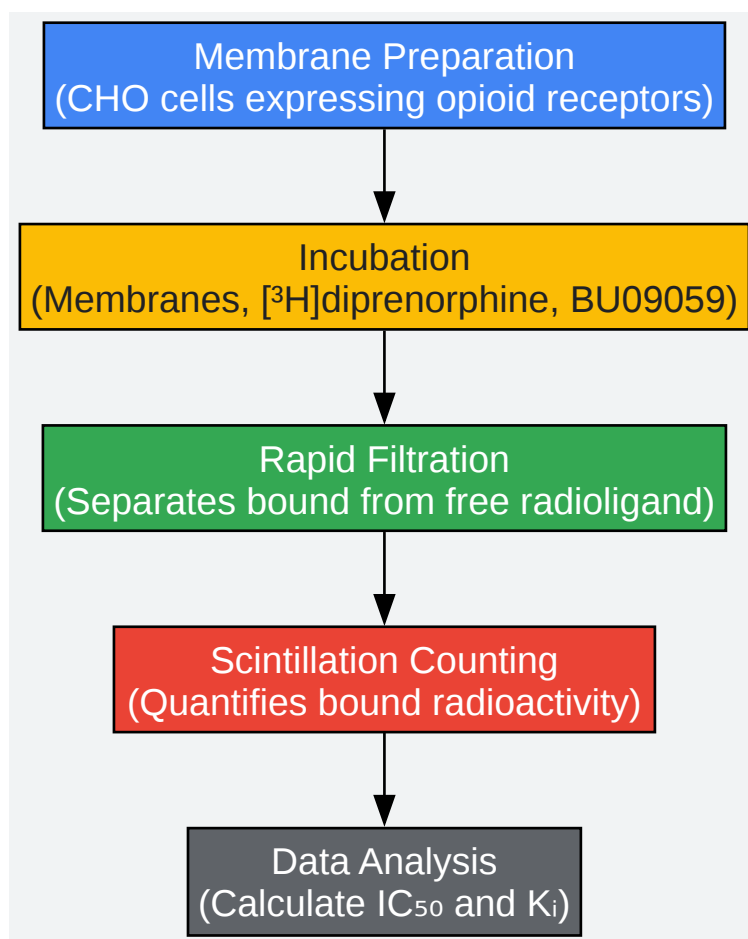 Membrane Preparation
(CHO cells expressing opioid receptors)
Incubation
(Membranes, [³H]diprenorphine, BU09059)
Rapid Filtration
(Separates bound from free radioligand)
Scintillation Counting
(Quantifies bound radioactivity)
Data Analysis
(Calculate IC₅₀ and Kᵢ)